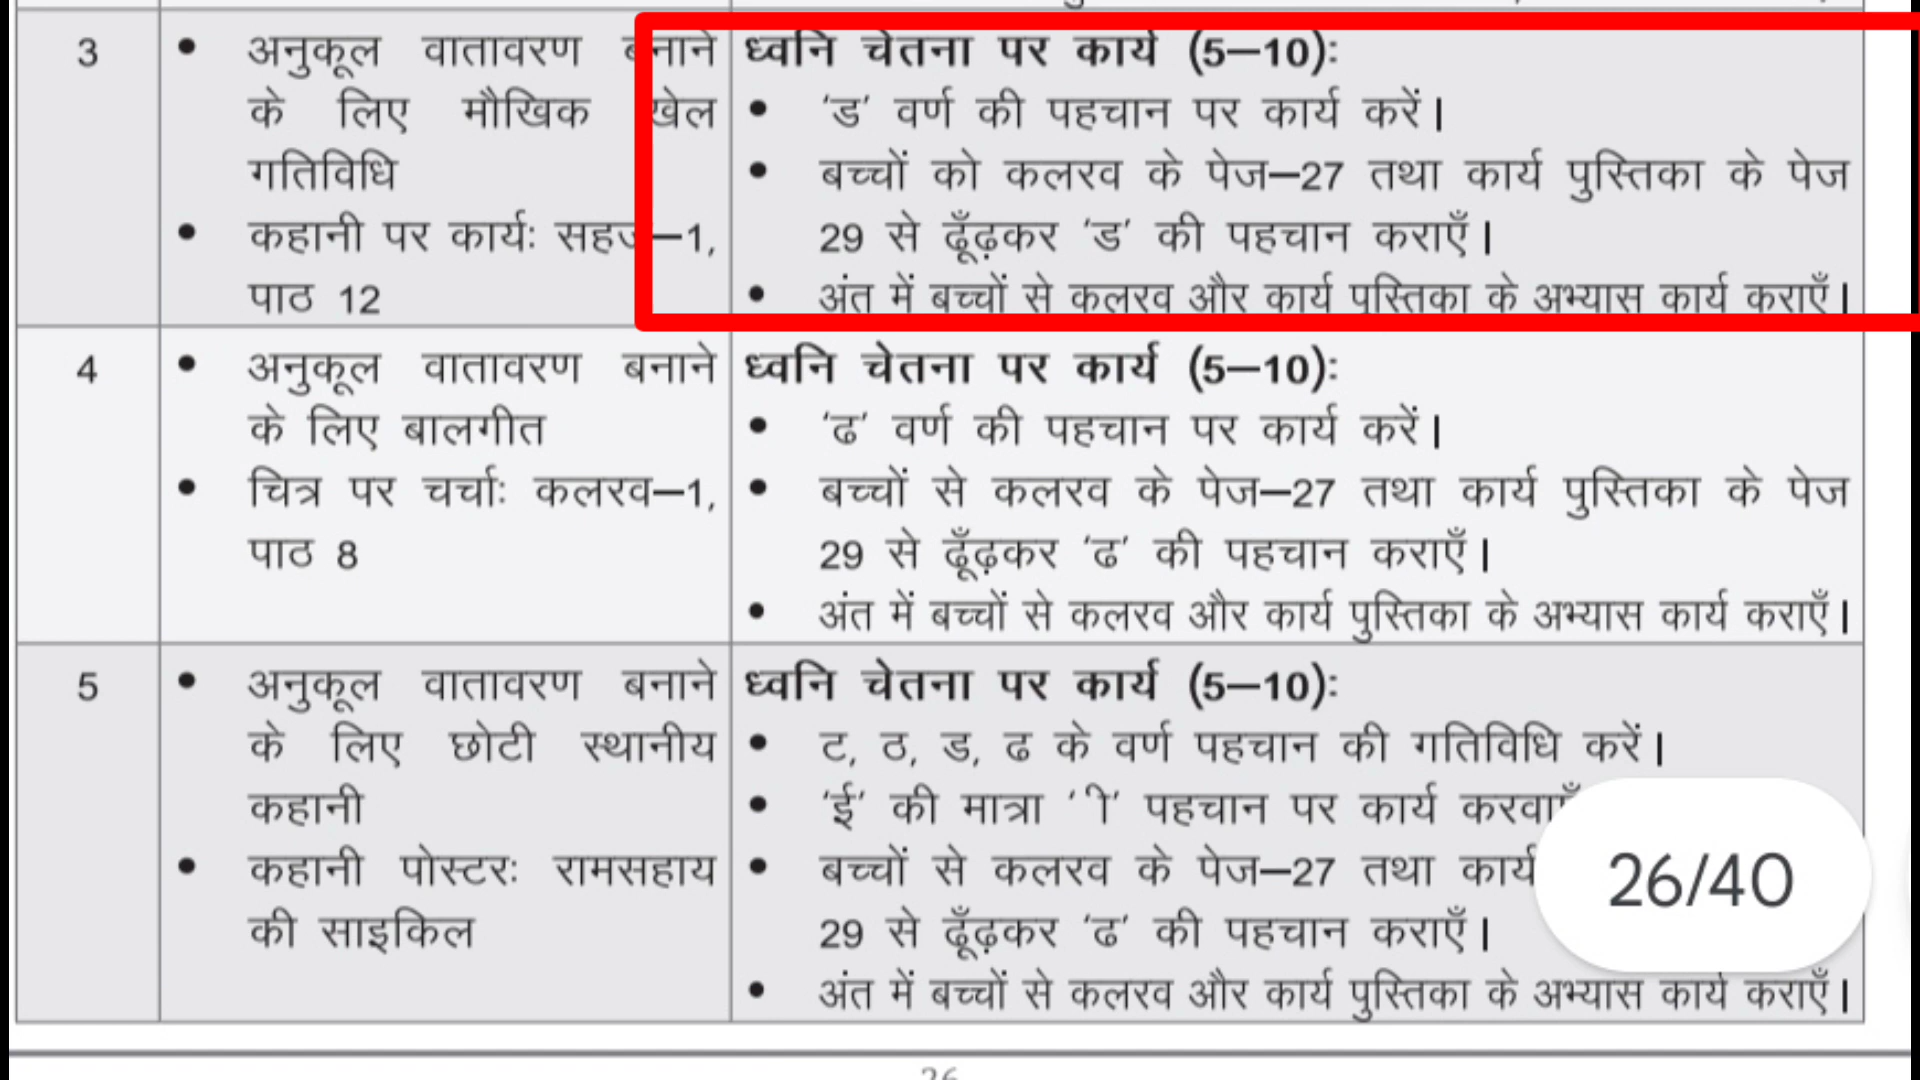 3
• अनुकूल वातावरण बनाने
के लिए मौखिक खेल
गतिविधि
• कहानी पर कार्यः सहज–1,
पाठ 12
ध्वनि चेतना पर कार्य (5–10):
• 'ड' वर्ण की पहचान पर कार्य करें।
• बच्चों को कलरव के पेज–27 तथा कार्य पुस्तिका के पेज
29 से ढूँढ़कर 'ड' की पहचान कराएँ।
• अंत में बच्चों से कलरव और कार्य पुस्तिका के अभ्यास कार्य कराएँ।
4
• अनुकूल वातावरण बनाने
के लिए बालगीत
• चित्र पर चर्चाः कलरव–1,
पाठ 8
ध्वनि चेतना पर कार्य (5–10):
• 'ढ' वर्ण की पहचान पर कार्य करें।
• बच्चों से कलरव के पेज–27 तथा कार्य पुस्तिका के पेज
29 से ढूँढ़कर 'ढ' की पहचान कराएँ।
• अंत में बच्चों से कलरव और कार्य पुस्तिका के अभ्यास कार्य कराएँ।
5
• अनुकूल वातावरण बनाने
के लिए छोटी स्थानीय
कहानी
• कहानी पोस्टरः रामसहाय
की साइकिल
ध्वनि चेतना पर कार्य (5–10):
• ट, ठ, ड, ढ के वर्ण पहचान की गतिविधि करें।
• 'ई' की मात्रा 'ी' पहचान पर कार्य करवाएँ
• बच्चों से कलरव के पेज–27 तथा कार्य
29 से ढूँढ़कर 'ढ' की पहचान कराएँ।
• अंत में बच्चों से कलरव और कार्य पुस्तिका के अभ्यास कार्य कराएँ।
26/40